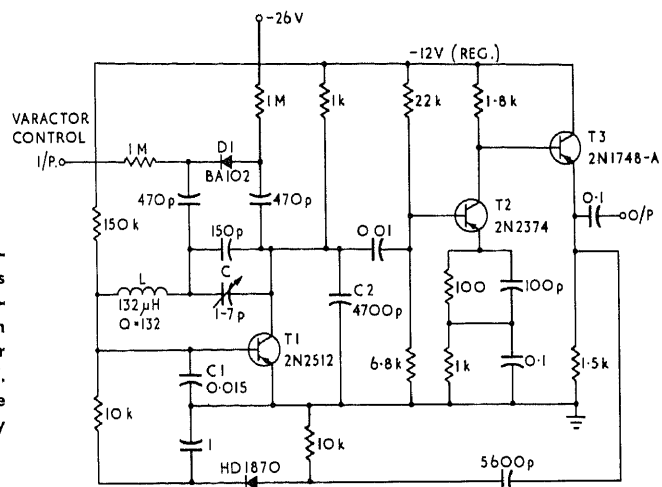 -26V
-12V (REG.)
1M
1k
22k
1·8k
VARACTOR
CONTROL
I/P.
1M
D1
BA102
T3
2N1748-A
470p
470p
0·1
O/P
150k
150p
0·01
T2
2N2374
L
132µH
Q=132
C
1-7p
C2
4700p
100
100p
T1
2N2512
C1
0.015
6·8k
1k
0·1
1·5k
10k
1
HD1870
10k
5600p